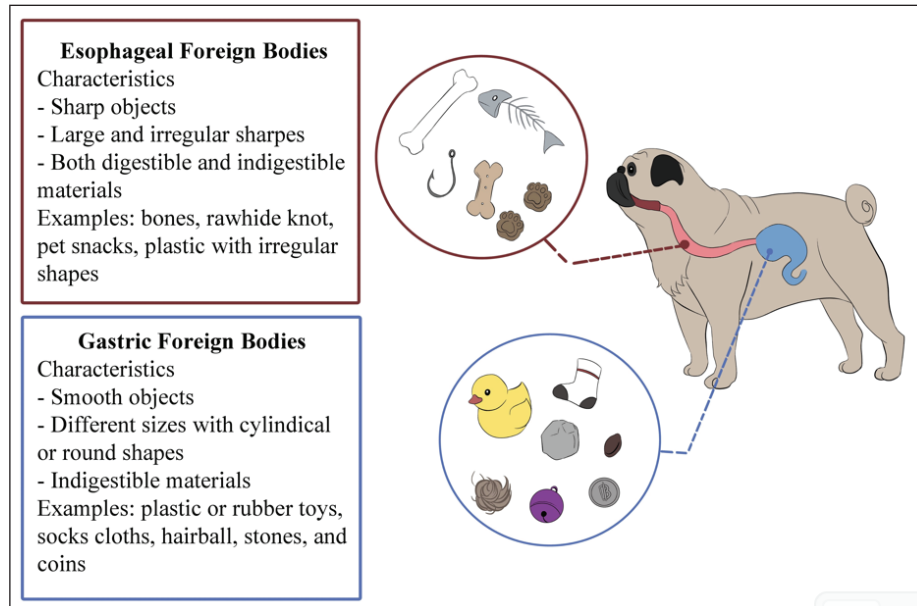 Esophageal Foreign Bodies
Characteristics
- Sharp objects
- Large and irregular sharpes
- Both digestible and indigestible
materials
Examples: bones, rawhide knot,
pet snacks, plastic with irregular
shapes
Gastric Foreign Bodies
Characteristics
- Smooth objects
- Different sizes with cylindical
or round shapes
- Indigestible materials
Examples: plastic or rubber toys,
socks cloths, hairball, stones, and
coins